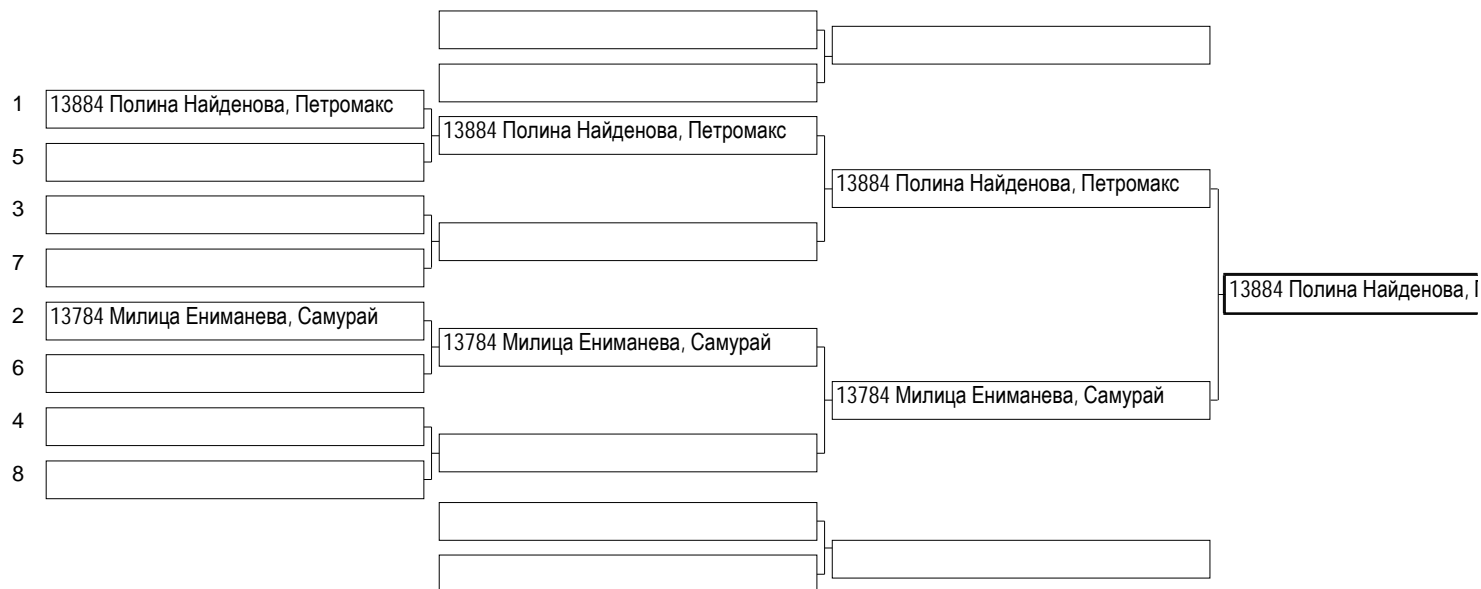 1 13884 Полина Найденова, Петромакс
13884 Полина Найденова, Петромакс
5
13884 Полина Найденова, Петромакс
3
7
13884 Полина Найденова,
2 13784 Милица Ениманева, Самурай
13784 Милица Ениманева, Самурай
6
13784 Милица Ениманева, Самурай
4
8